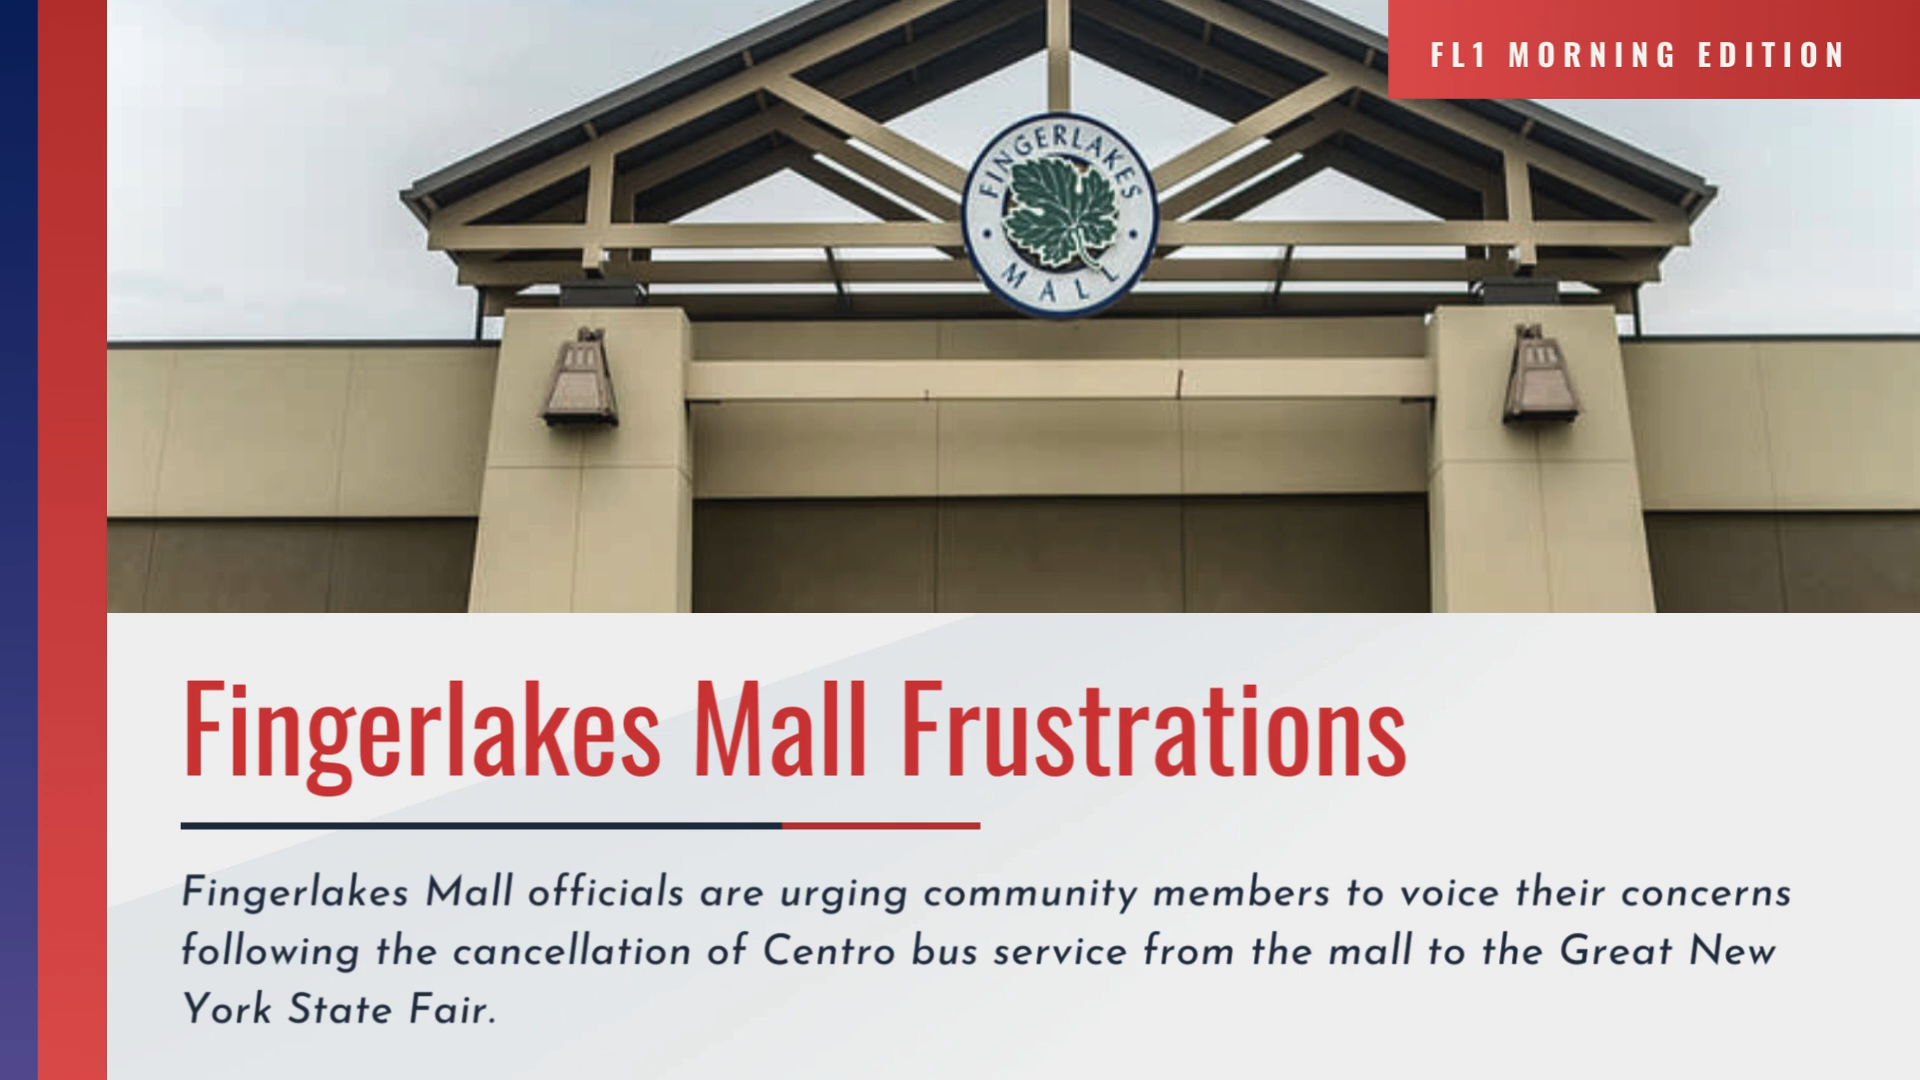 FL1 MORNING EDITION
FINGERLAKES
MALL
Fingerlakes Mall Frustrations
Fingerlakes Mall officials are urging community members to voice their concerns
following the cancellation of Centro bus service from the mall to the Great New
York State Fair.